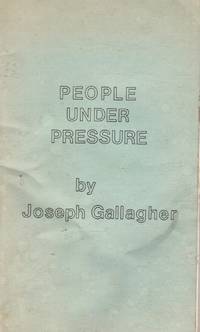 PEOPLE
UNDER
PRESSURE
by
Joseph Gallagher